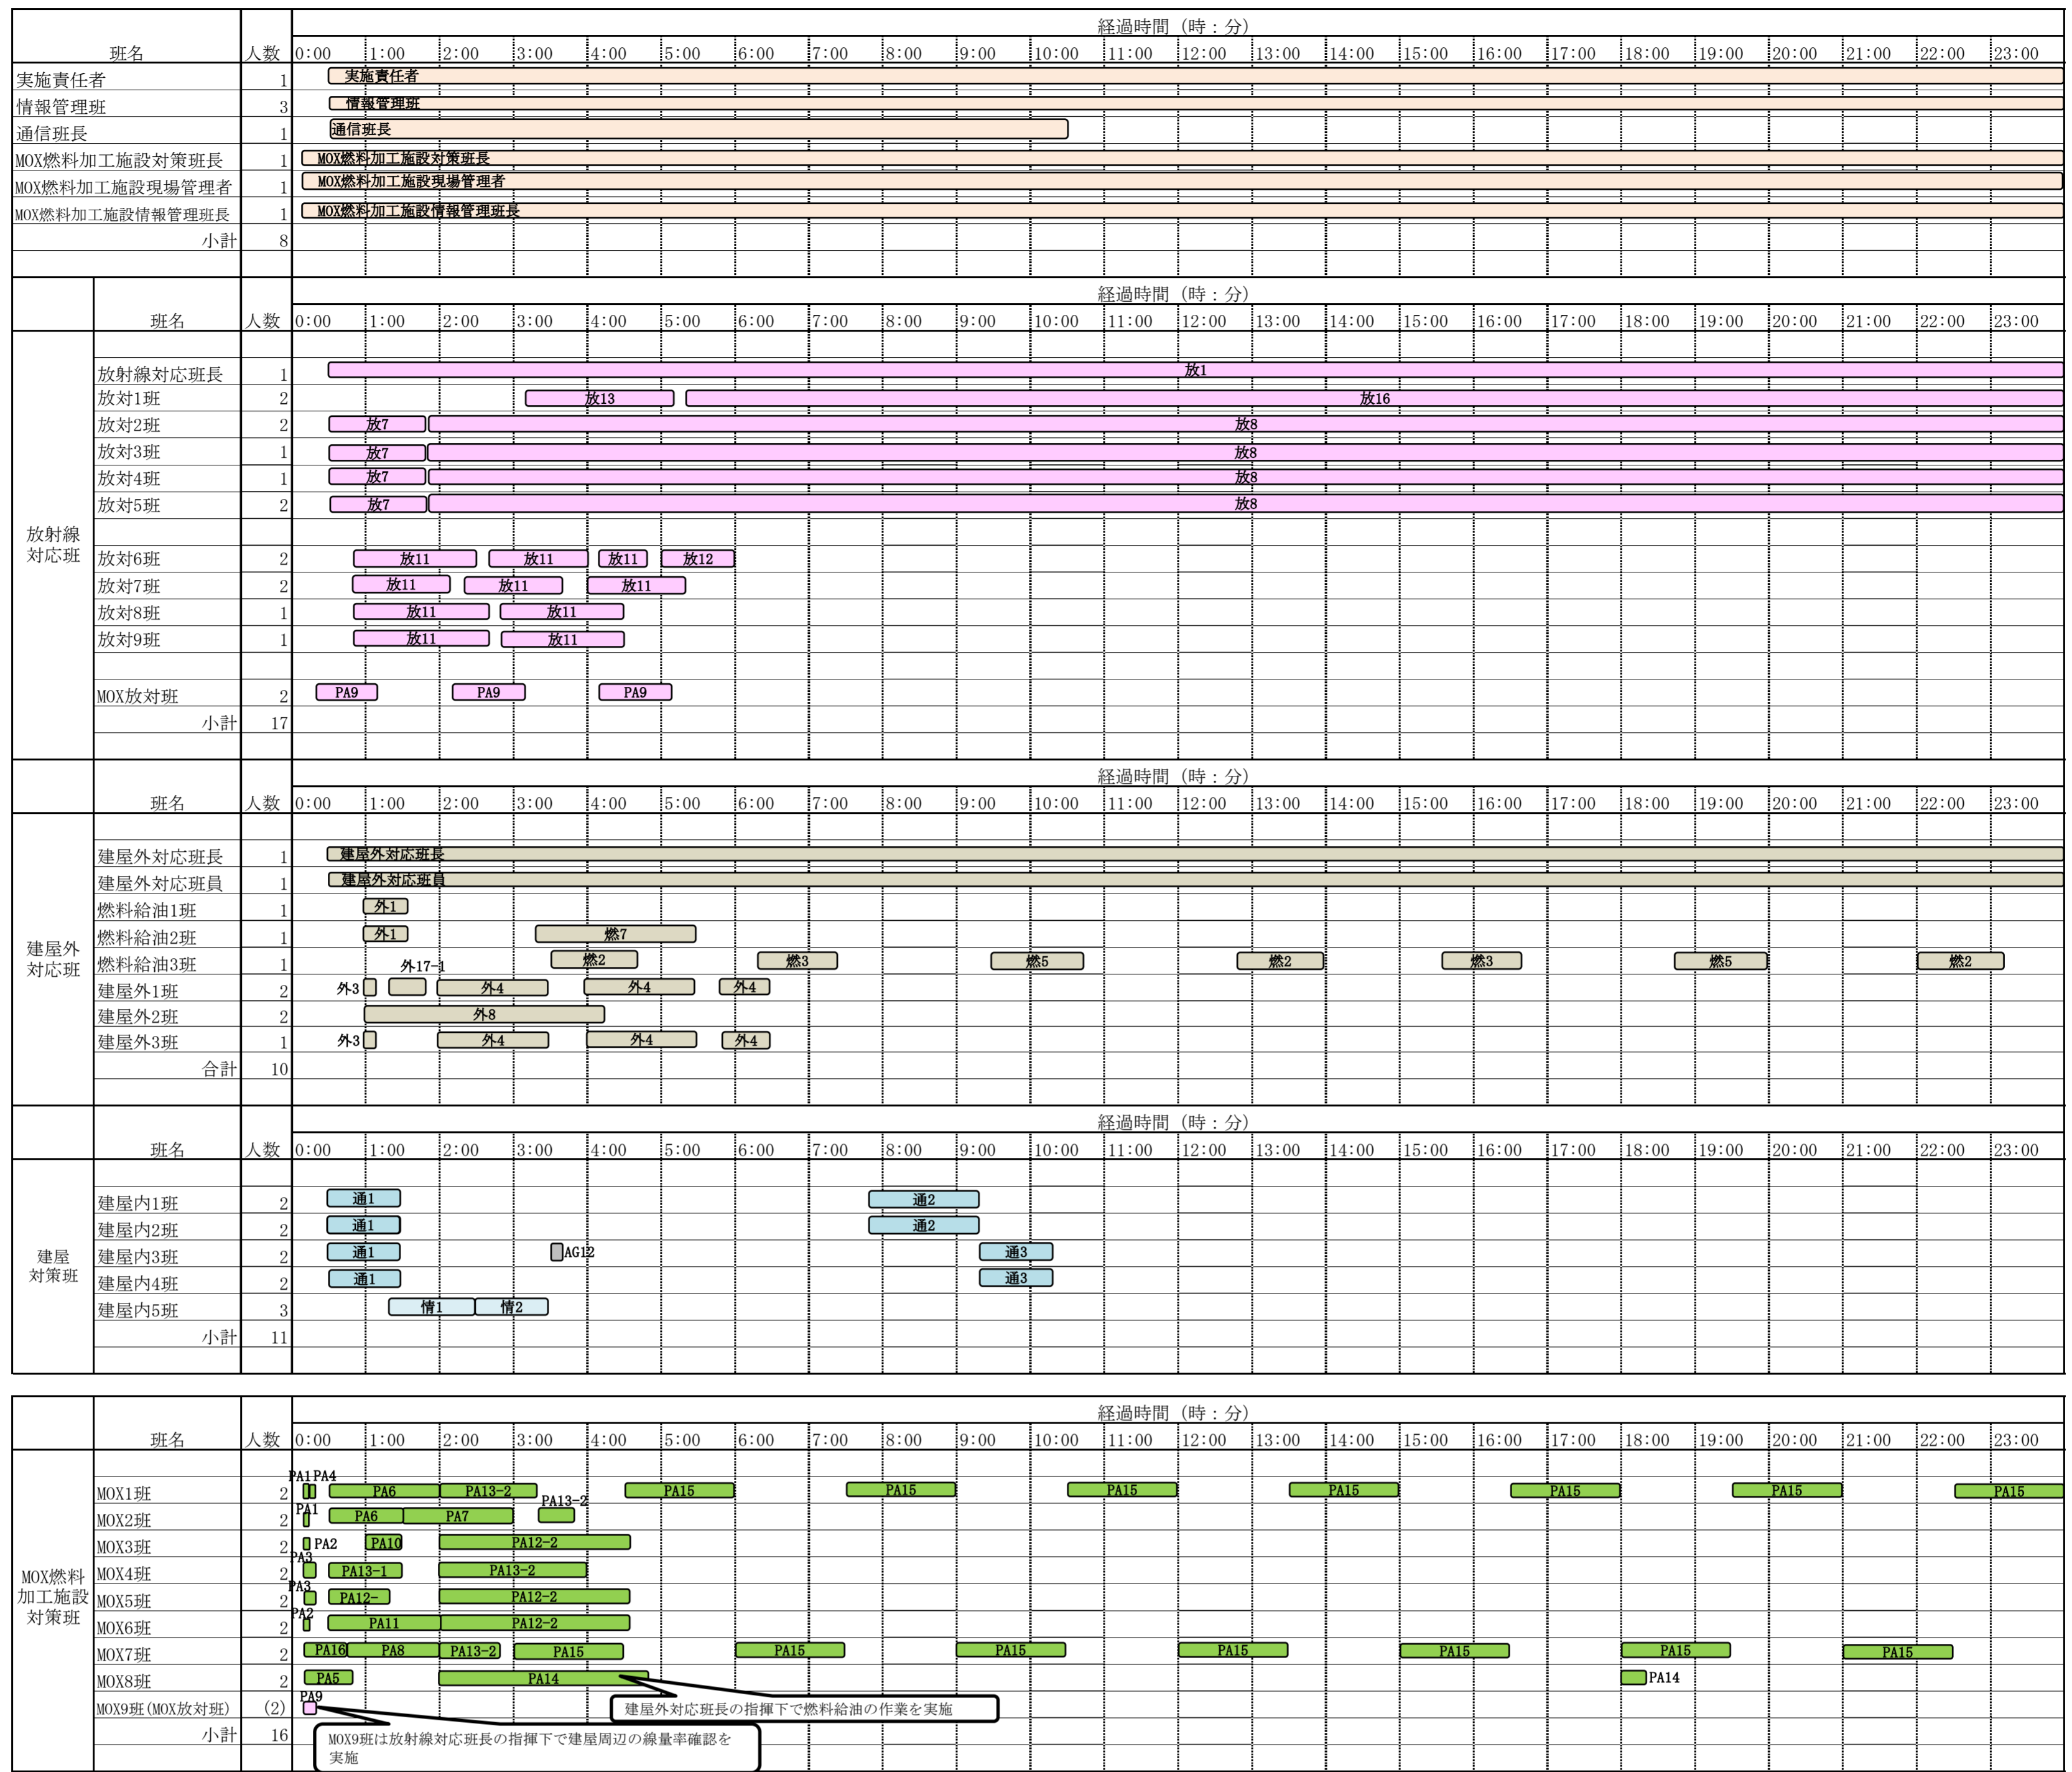 経過時間（時：分）
班名 人数 0:00 1:00 2:00 3:00 4:00 5:00 6:00 7:00 8:00 9:00 10:00 11:00 12:00 13:00 14:00 15:00 16:00 17:00 18:00 19:00 20:00 21:00 22:00 23:00
実施責任者 1 実施責任者
情報管理班 3 情報管理班
通信班長 1 通信班長
MOX燃料加工施設対策班長 1 MOX燃料加工施設対策班長
MOX燃料加工施設現場管理者 1 MOX燃料加工施設現場管理者
MOX燃料加工施設情報管理班長 1 MOX燃料加工施設情報管理班長
小計 8
経過時間（時：分）
班名 人数 0:00 1:00 2:00 3:00 4:00 5:00 6:00 7:00 8:00 9:00 10:00 11:00 12:00 13:00 14:00 15:00 16:00 17:00 18:00 19:00 20:00 21:00 22:00 23:00
放射線
対応班
放射線対応班長 1 放1
放対1班 2 放13 放16
放対2班 2 放7 放8
放対3班 1 放7 放8
放対4班 1 放7 放8
放対5班 2 放7 放8
放対6班 2 放11 放11 放11 放12
放対7班 2 放11 放11 放11
放対8班 1 放11 放11
放対9班 1 放11 放11
MOX放対班 2 PA9 PA9 PA9
小計 17
経過時間（時：分）
班名 人数 0:00 1:00 2:00 3:00 4:00 5:00 6:00 7:00 8:00 9:00 10:00 11:00 12:00 13:00 14:00 15:00 16:00 17:00 18:00 19:00 20:00 21:00 22:00 23:00
建屋外
対応班
建屋外対応班長 1 建屋外対応班長
建屋外対応班員 1 建屋外対応班員
燃料給油1班 1 外1
燃料給油2班 1 外1 燃7
燃料給油3班 1 燃2 燃3 燃5 燃2 燃3 燃5 燃2
外17-1
建屋外1班 2 外3 外4 外4 外4
建屋外2班 2 外8
建屋外3班 1 外3 外4 外4 外4
合計 10
経過時間（時：分）
班名 人数 0:00 1:00 2:00 3:00 4:00 5:00 6:00 7:00 8:00 9:00 10:00 11:00 12:00 13:00 14:00 15:00 16:00 17:00 18:00 19:00 20:00 21:00 22:00 23:00
建屋
対策班
建屋内1班 2 通1 通2
建屋内2班 2 通1 通2
建屋内3班 2 通1 AG12 通3
建屋内4班 2 通1 通3
建屋内5班 3 情1 情2
小計 11
経過時間（時：分）
班名 人数 0:00 1:00 2:00 3:00 4:00 5:00 6:00 7:00 8:00 9:00 10:00 11:00 12:00 13:00 14:00 15:00 16:00 17:00 18:00 19:00 20:00 21:00 22:00 23:00
MOX燃料
加工施設
対策班
PA1 PA4
MOX1班 2 PA6 PA13-2 PA15 PA15 PA15 PA15 PA15 PA15 PA15
PA1 PA13-2
MOX2班 2 PA6 PA7
MOX3班 2 PA2 PA10 PA12-2
PA3
MOX4班 2 PA13-1 PA13-2
PA3
MOX5班 2 PA12- PA12-2
PA2
MOX6班 2 PA11 PA12-2
MOX7班 2 PA16 PA8 PA13-2 PA15 PA15 PA15 PA15 PA15 PA15 PA15
MOX8班 2 PA5 PA14 PA14
PA9
MOX9班(MOX放対班) (2)
建屋外対応班長の指揮下で燃料給油の作業を実施
小計 16
MOX9班は放射線対応班長の指揮下で建屋周辺の線量率確認を
実施